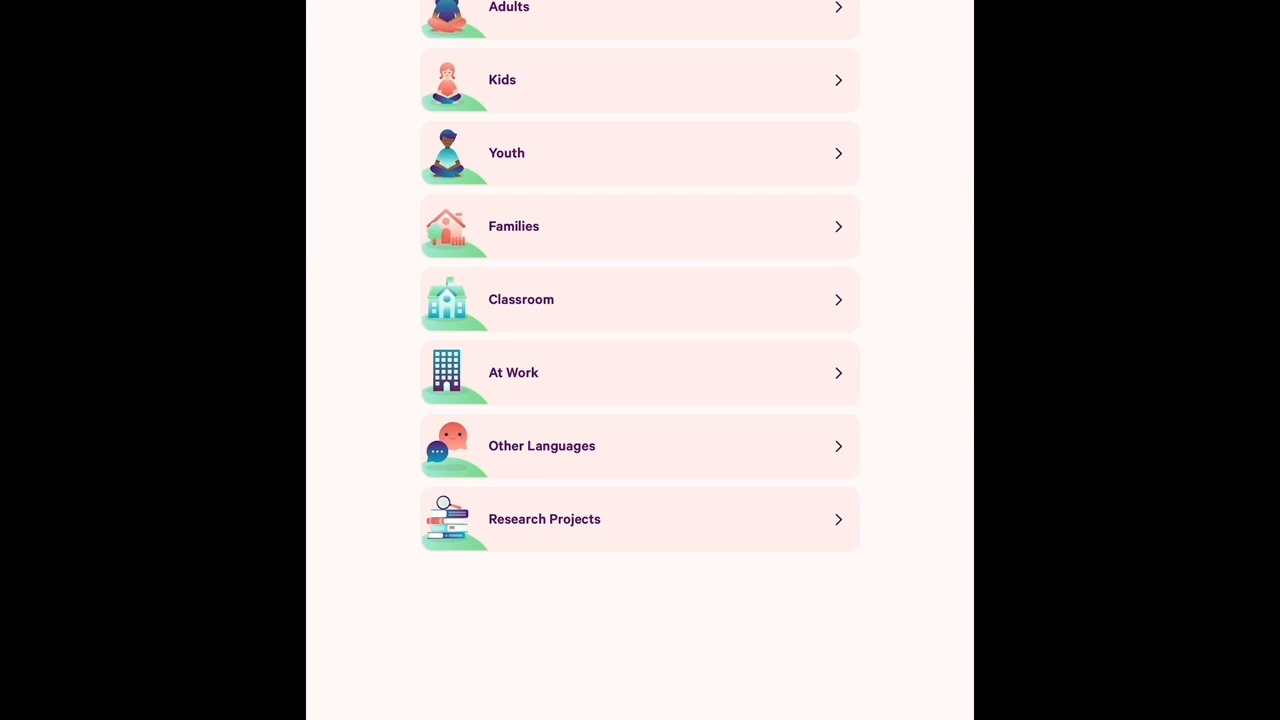 Adults
Kids
Youth
Families
Classroom
At Work
Other Languages
Research Projects